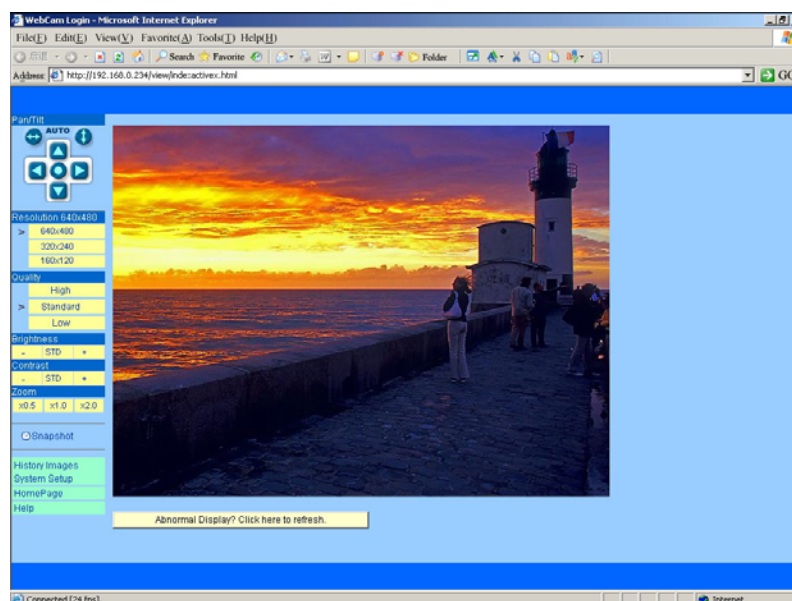 WebCam Login - Microsoft Internet Explorer
File(F) Edit(E) View(V) Favorite(A) Tools(T) Help(H)
Search Favorite Folder
Address http://192.168.0.234/view/inde:activex.html GO
Pan/Tilt
AUTO
Resolution 640x480
> 640x480
320x240
160x120
Quality
High
> Standard
Low
Brightness
- STD +
Contrast
- STD +
Zoom
x0.5 x1.0 x2.0
Snapshot
History Images
System Setup
HomePage
Help
Abnormal Display? Click here to refresh.
Connected [24 fps] Internet